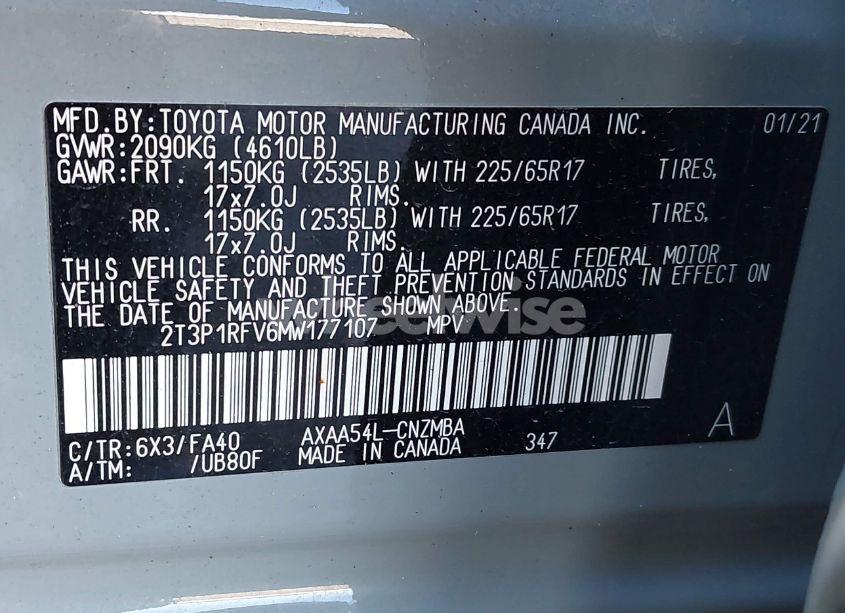 MFD.BY:TOYOTA MOTOR MANUFACTURING CANADA INC. 01/21
GVWR:2090KG (4610LB)
GAWR:FRT. 1150KG (2535LB) WITH 225/65R17 TIRES,
17x7.0J RIMS.
RR. 1150KG (2535LB) WITH 225/65R17 TIRES,
17x7.0J RIMS.
THIS VEHICLE CONFORMS TO ALL APPLICABLE FEDERAL MOTOR
VEHICLE SAFETY AND THEFT PREVENTION STANDARDS IN EFFECT ON
THE DATE OF MANUFACTURE SHOWN ABOVE.
2T3P1RFV6MW177107 MPV
C/TR:6X3/FA40 AXAA54L-CNZMBA 347 A
A/TM: /UB80F MADE IN CANADA